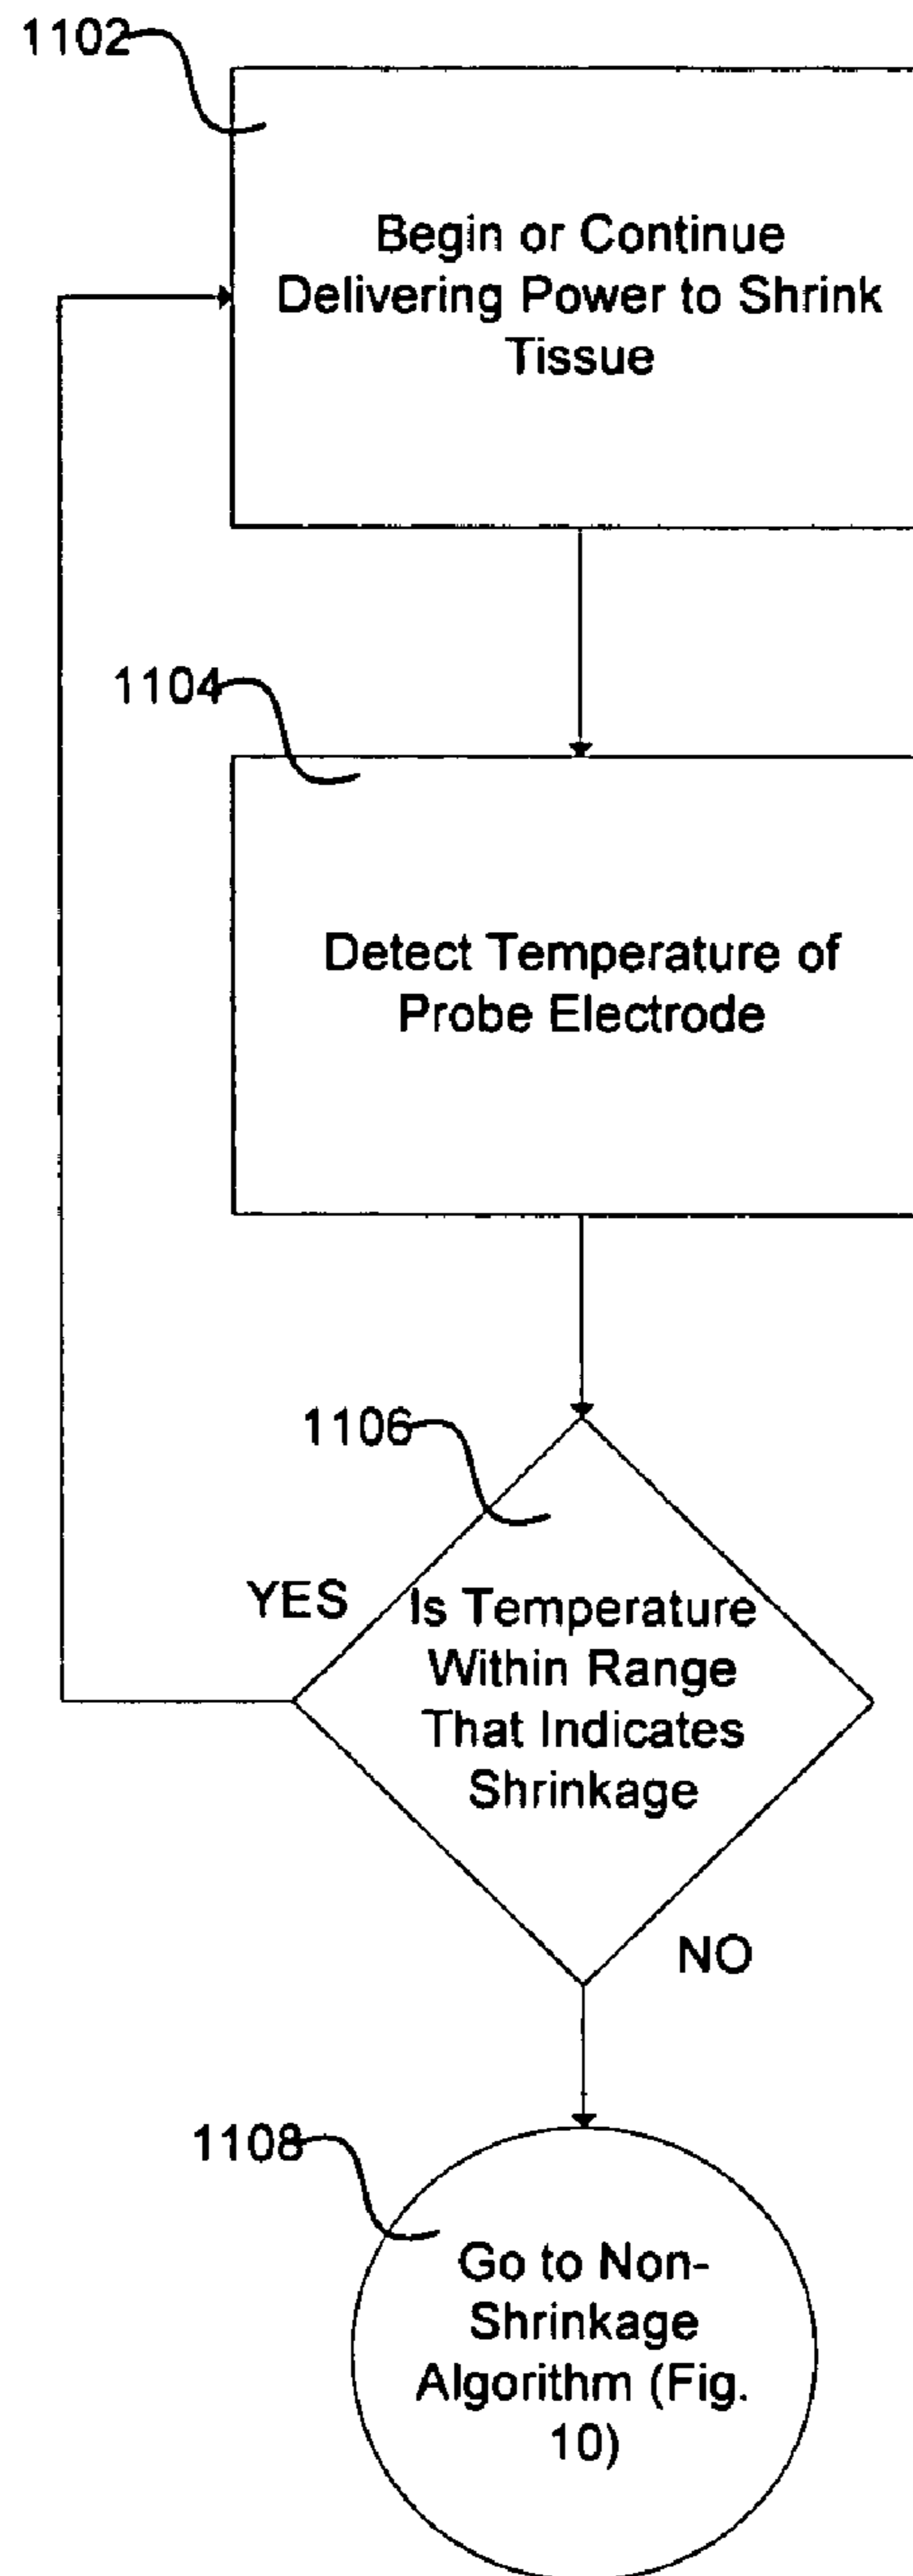 1102
Begin or Continue
Delivering Power to Shrink
Tissue
1104
Detect Temperature of
Probe Electrode
1106
YES
Is Temperature
Within Range
That Indicates
Shrinkage
NO
1108
Go to Non-
Shrinkage
Algorithm (Fig.
10)